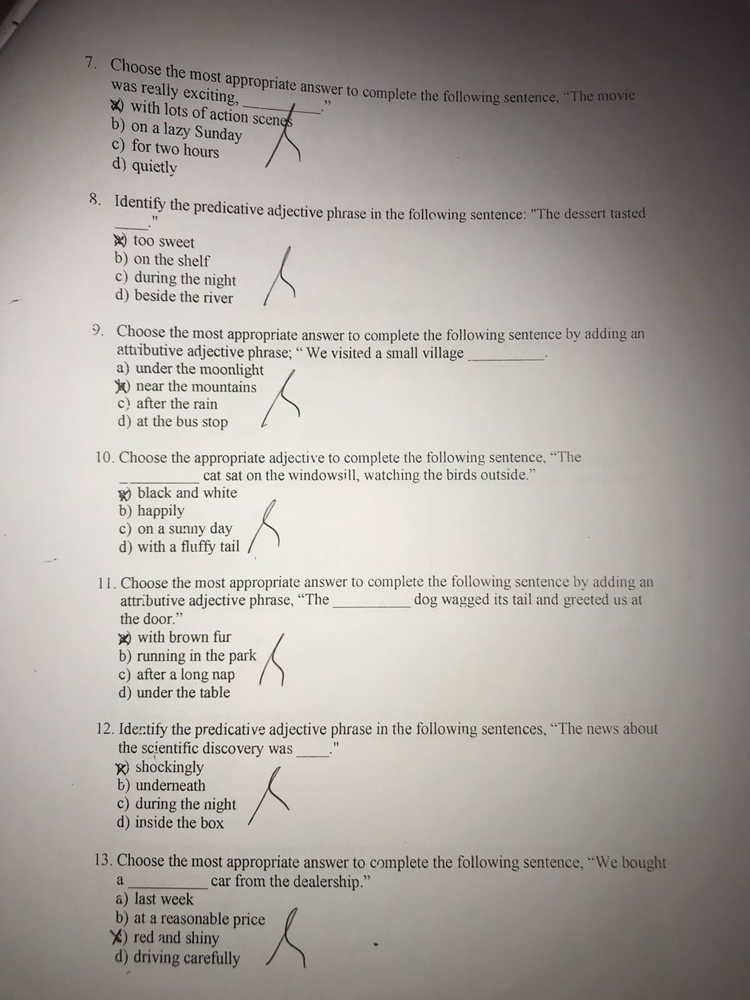 7. Choose the most appropriate answer to complete the following sentence, “The movie
was really exciting, __________.”
a) with lots of action scenes
b) on a lazy Sunday
c) for two hours
d) quietly
8. Identify the predicative adjective phrase in the following sentence: "The dessert tasted
____."
a) too sweet
b) on the shelf
c) during the night
d) beside the river
9. Choose the most appropriate answer to complete the following sentence by adding an
attributive adjective phrase; “ We visited a small village __________.
a) under the moonlight
b) near the mountains
c) after the rain
d) at the bus stop
10. Choose the appropriate adjective to complete the following sentence, “The
__________ cat sat on the windowsill, watching the birds outside.”
a) black and white
b) happily
c) on a sunny day
d) with a fluffy tail
11. Choose the most appropriate answer to complete the following sentence by adding an
attributive adjective phrase, “The __________ dog wagged its tail and greeted us at
the door.”
a) with brown fur
b) running in the park
c) after a long nap
d) under the table
12. Identify the predicative adjective phrase in the following sentences, “The news about
the scientific discovery was ____."
a) shockingly
b) underneath
c) during the night
d) inside the box
13. Choose the most appropriate answer to complete the following sentence, “We bought
a __________ car from the dealership.”
a) last week
b) at a reasonable price
c) red and shiny
d) driving carefully